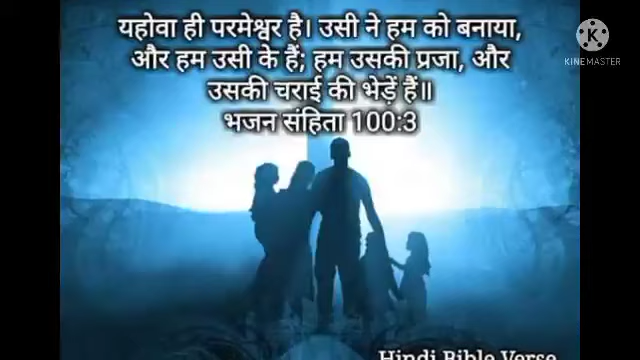 यहोवा ही परमेश्वर है। उसी ने हम को बनाया,
और हम उसी के हैं; हम उसकी प्रजा, और
उसकी चराई की भेड़ें हैं॥
भजन संहिता 100:3
KINEMASTER
Hindi Bible Verse